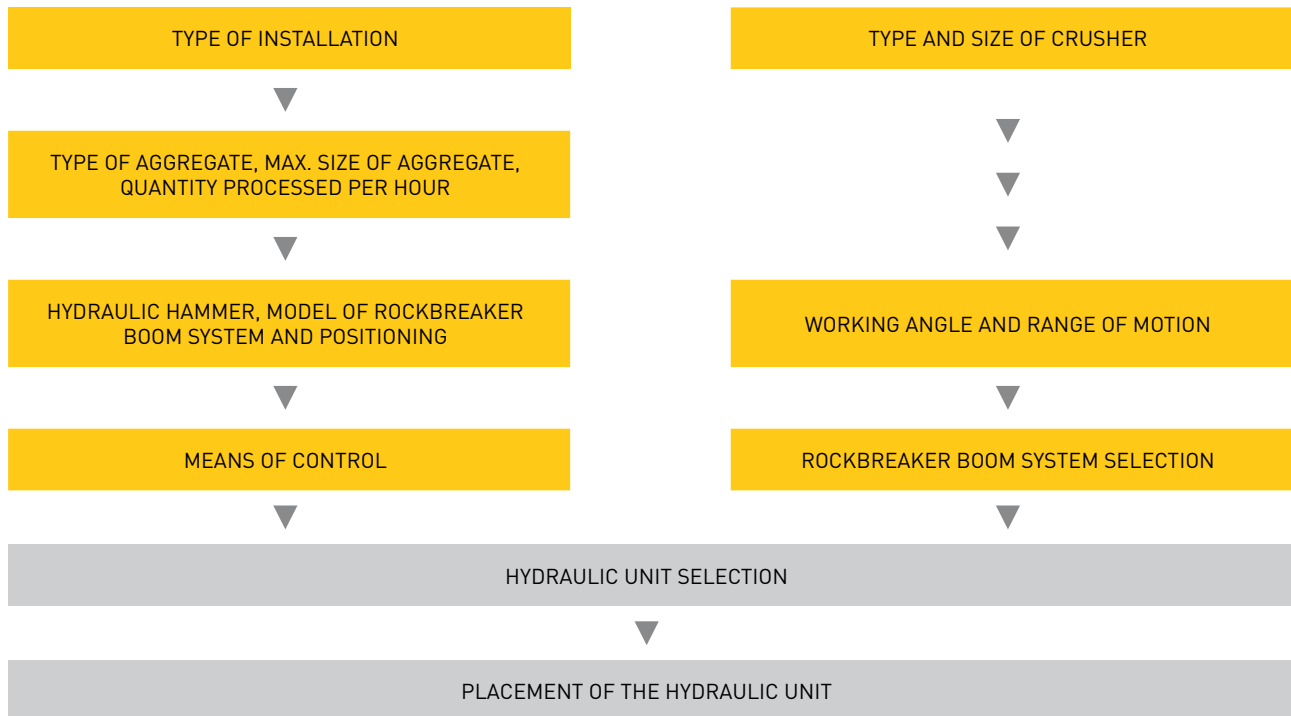 TYPE OF INSTALLATION
TYPE AND SIZE OF CRUSHER
TYPE OF AGGREGATE, MAX. SIZE OF AGGREGATE,
QUANTITY PROCESSED PER HOUR
HYDRAULIC HAMMER, MODEL OF ROCKBREAKER
BOOM SYSTEM AND POSITIONING
WORKING ANGLE AND RANGE OF MOTION
MEANS OF CONTROL
ROCKBREAKER BOOM SYSTEM SELECTION
HYDRAULIC UNIT SELECTION
PLACEMENT OF THE HYDRAULIC UNIT